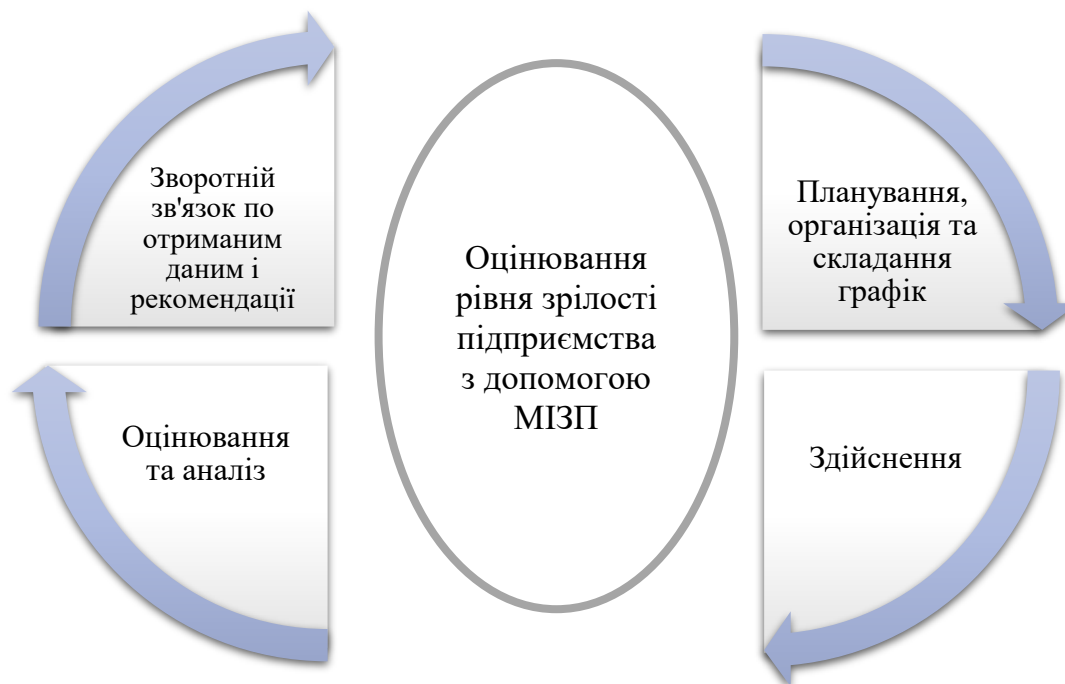 Зворотній
зв'язок по
отриманим
даним і
рекомендації
Планування,
організація та
складання
графік
Оцінювання
рівня зрілості
підприємства
з допомогою
МІЗП
Оцінювання
та аналіз
Здійснення